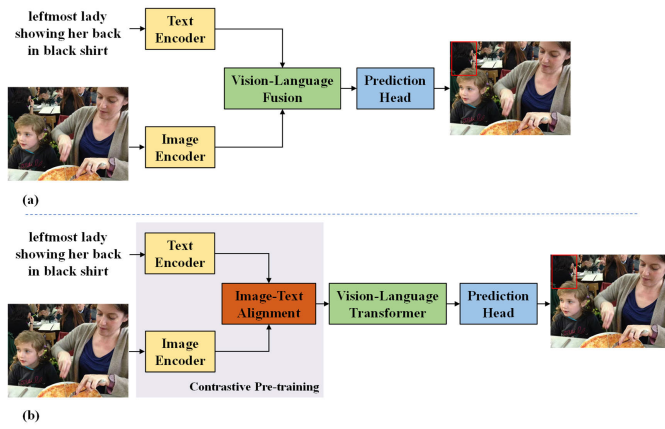 leftmost lady
showing her back
in black shirt
Text
Encoder
Vision-Language
Fusion
Prediction
Head
Image
Encoder
(a)
leftmost lady
showing her back
in black shirt
Text
Encoder
Image-Text
Alignment
Vision-Language
Transformer
Prediction
Head
Image
Encoder
Contrastive Pre-training
(b)